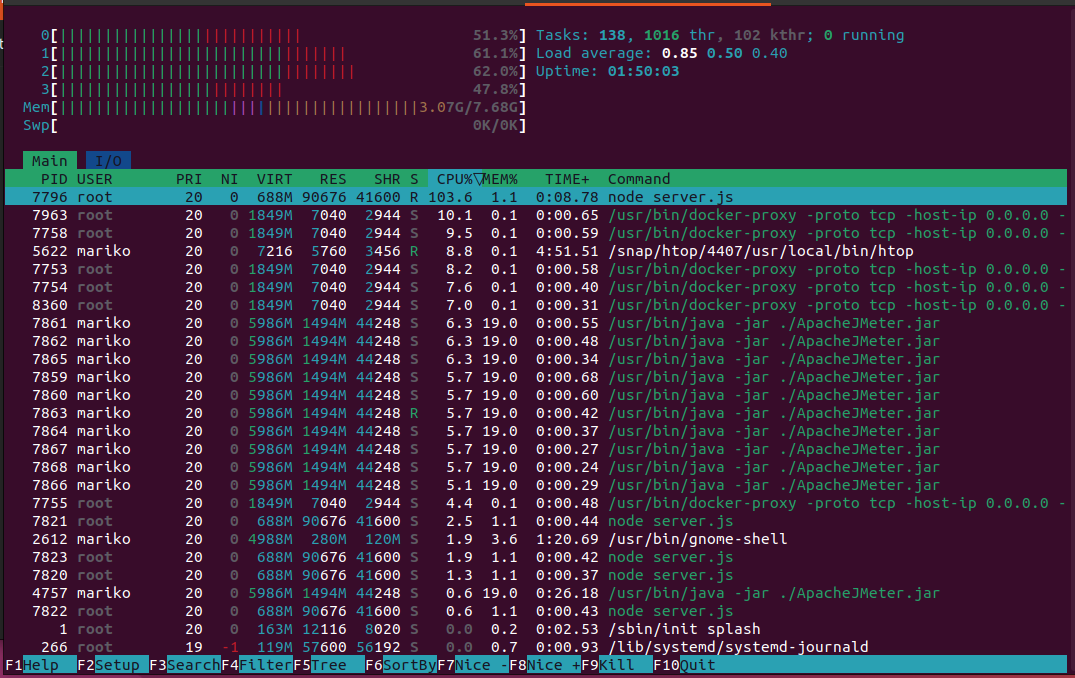 0[|||||||||||||||||||||||||||                    51.3%] Tasks: 138, 1016 thr, 102 kthr; 0 running
1[||||||||||||||||||||||||||||||||               61.1%] Load average: 0.85 0.50 0.40
2[|||||||||||||||||||||||||||||||||              62.0%] Uptime: 01:50:03
3[|||||||||||||||||||||||||                      47.8%]
Mem[||||||||||||||||||||||||||||||||||||||||3.07G/7.68G]
Swp[                                              0K/0K]
Main I/O
PID USER PRI NI VIRT RES SHR S CPU%▽MEM% TIME+ Command
7796 root 20 0 688M 90676 41600 R 103.6 1.1 0:08.78 node server.js
7963 root 20 0 1849M 7040 2944 S 10.1 0.1 0:00.65 /usr/bin/docker-proxy -proto tcp -host-ip 0.0.0.0 -
7758 root 20 0 1849M 7040 2944 S 9.5 0.1 0:00.59 /usr/bin/docker-proxy -proto tcp -host-ip 0.0.0.0 -
5622 mariko 20 0 7216 5760 3456 R 8.8 0.1 4:51.51 /snap/htop/4407/usr/local/bin/htop
7753 root 20 0 1849M 7040 2944 S 8.2 0.1 0:00.58 /usr/bin/docker-proxy -proto tcp -host-ip 0.0.0.0 -
7754 root 20 0 1849M 7040 2944 S 7.6 0.1 0:00.40 /usr/bin/docker-proxy -proto tcp -host-ip 0.0.0.0 -
8360 root 20 0 1849M 7040 2944 S 7.0 0.1 0:00.31 /usr/bin/docker-proxy -proto tcp -host-ip 0.0.0.0 -
7861 mariko 20 0 5986M 1494M 44248 S 6.3 19.0 0:00.55 /usr/bin/java -jar ./ApacheJMeter.jar
7862 mariko 20 0 5986M 1494M 44248 S 6.3 19.0 0:00.48 /usr/bin/java -jar ./ApacheJMeter.jar
7865 mariko 20 0 5986M 1494M 44248 S 6.3 19.0 0:00.34 /usr/bin/java -jar ./ApacheJMeter.jar
7859 mariko 20 0 5986M 1494M 44248 S 5.7 19.0 0:00.68 /usr/bin/java -jar ./ApacheJMeter.jar
7860 mariko 20 0 5986M 1494M 44248 S 5.7 19.0 0:00.60 /usr/bin/java -jar ./ApacheJMeter.jar
7863 mariko 20 0 5986M 1494M 44248 R 5.7 19.0 0:00.42 /usr/bin/java -jar ./ApacheJMeter.jar
7864 mariko 20 0 5986M 1494M 44248 S 5.7 19.0 0:00.37 /usr/bin/java -jar ./ApacheJMeter.jar
7867 mariko 20 0 5986M 1494M 44248 S 5.7 19.0 0:00.27 /usr/bin/java -jar ./ApacheJMeter.jar
7868 mariko 20 0 5986M 1494M 44248 S 5.7 19.0 0:00.24 /usr/bin/java -jar ./ApacheJMeter.jar
7866 mariko 20 0 5986M 1494M 44248 S 5.1 19.0 0:00.29 /usr/bin/java -jar ./ApacheJMeter.jar
7755 root 20 0 1849M 7040 2944 S 4.4 0.1 0:00.48 /usr/bin/docker-proxy -proto tcp -host-ip 0.0.0.0 -
7821 root 20 0 688M 90676 41600 S 2.5 1.1 0:00.44 node server.js
2612 mariko 20 0 4988M 280M 120M S 1.9 3.6 1:20.69 /usr/bin/gnome-shell
7823 root 20 0 688M 90676 41600 S 1.9 1.1 0:00.42 node server.js
7820 root 20 0 688M 90676 41600 S 1.3 1.1 0:00.37 node server.js
4757 mariko 20 0 5986M 1494M 44248 S 0.6 19.0 0:26.18 /usr/bin/java -jar ./ApacheJMeter.jar
7822 root 20 0 688M 90676 41600 S 0.6 1.1 0:00.43 node server.js
1 root 20 0 163M 12116 8020 S 0.0 0.2 0:02.53 /sbin/init splash
266 root 19 -1 119M 57600 56192 S 0.0 0.7 0:00.93 /lib/systemd/systemd-journald
F1Help F2Setup F3SearchF4FilterF5Tree F6SortByF7Nice -F8Nice +F9Kill F10Quit